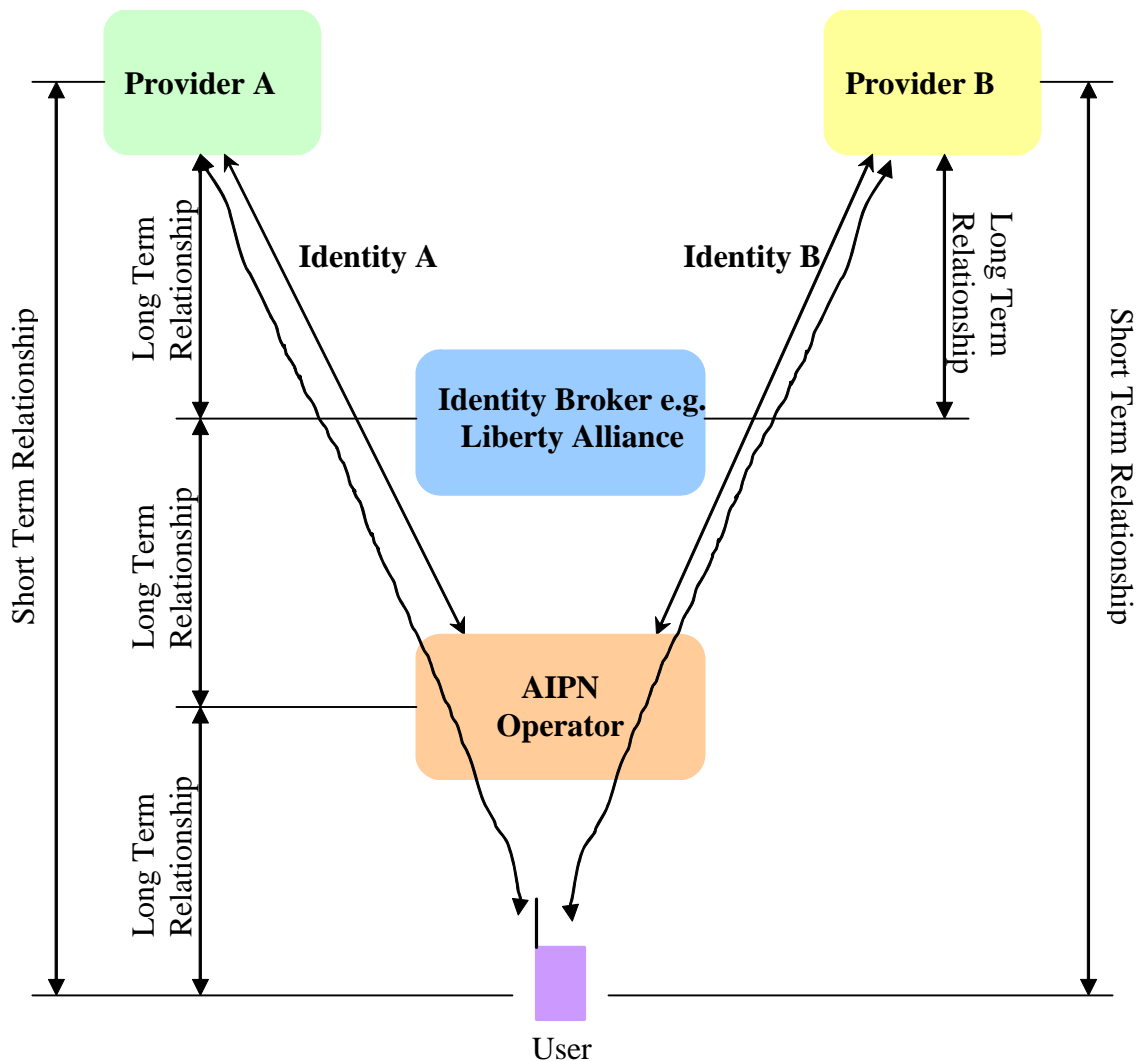 Provider A
Provider B
Identity A
Identity B
Long Term
Relationship
Long Term
Relationship
Short Term Relationship
Short Term Relationship
Identity Broker e.g.
Liberty Alliance
Long Term
Relationship
AIPN
Operator
Long Term
Relationship
User